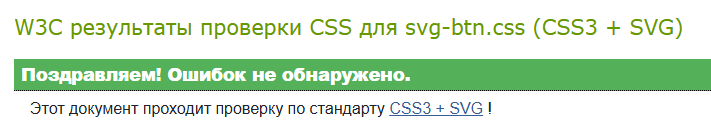 W3C результаты проверки CSS для svg-btn.css (CSS3 + SVG)
Поздравляем! Ошибок не обнаружено.
Этот документ проходит проверку по стандарту CSS3 + SVG !